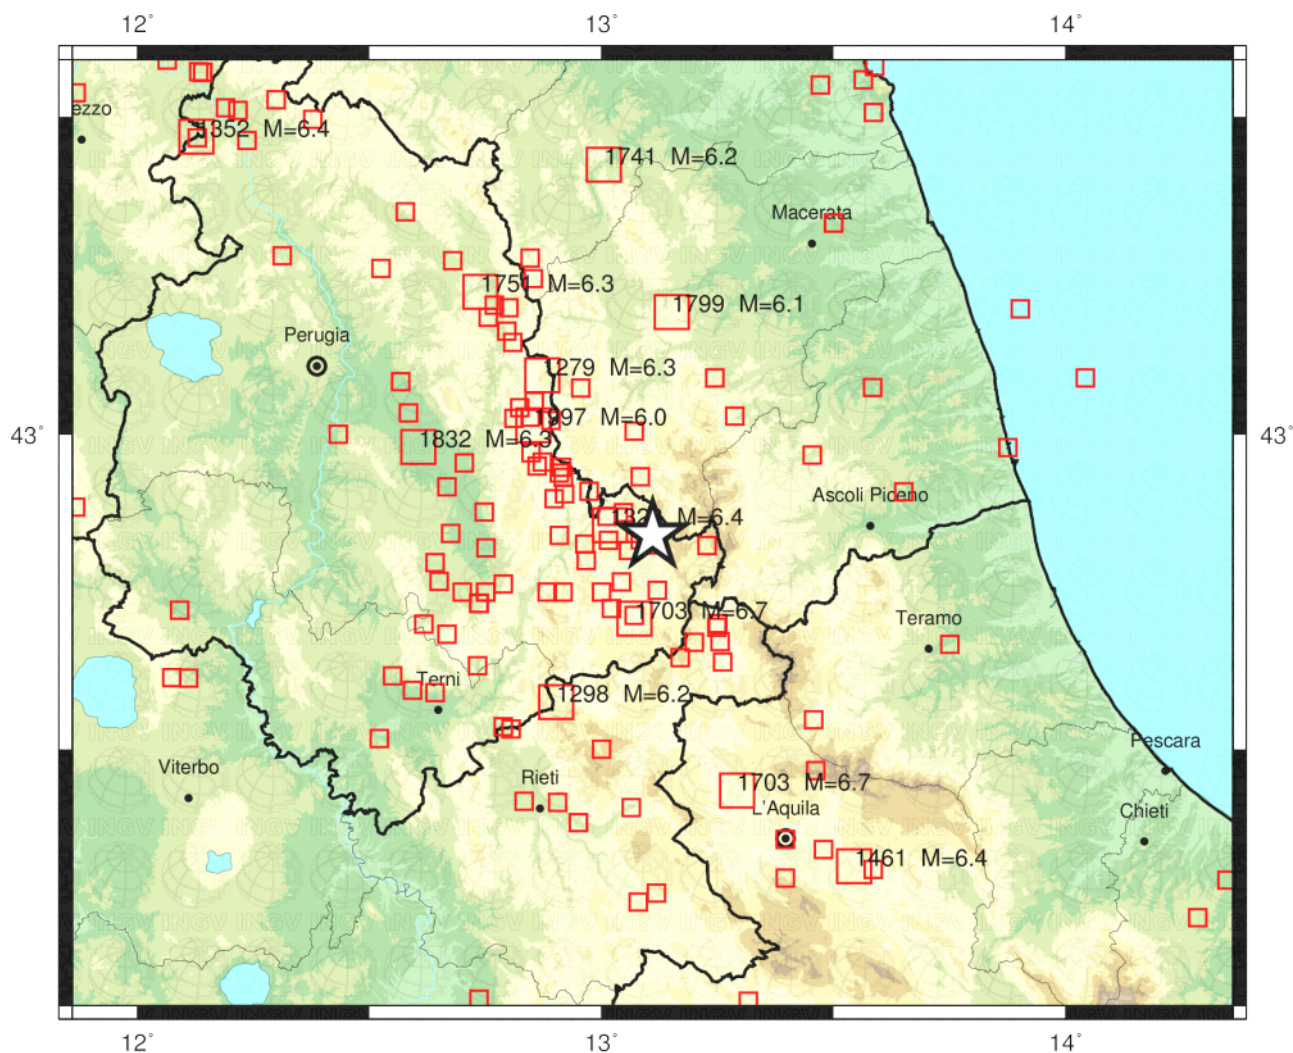 12° 13° 14°
ezzo
1352 M=6.4
1741 M=6.2
Macerata
1751 M=6.3
1799 M=6.1
Perugia
1279 M=6.3
1997 M=6.0
43° 43°
1832 M=6.3
Ascoli Piceno
M=6.4
1703 M=6.7
Teramo
Terni
1298 M=6.2
Pescara
Viterbo
Rieti
1703 M=6.7
L'Aquila
Chieti
1461 M=6.4
12° 13° 14°